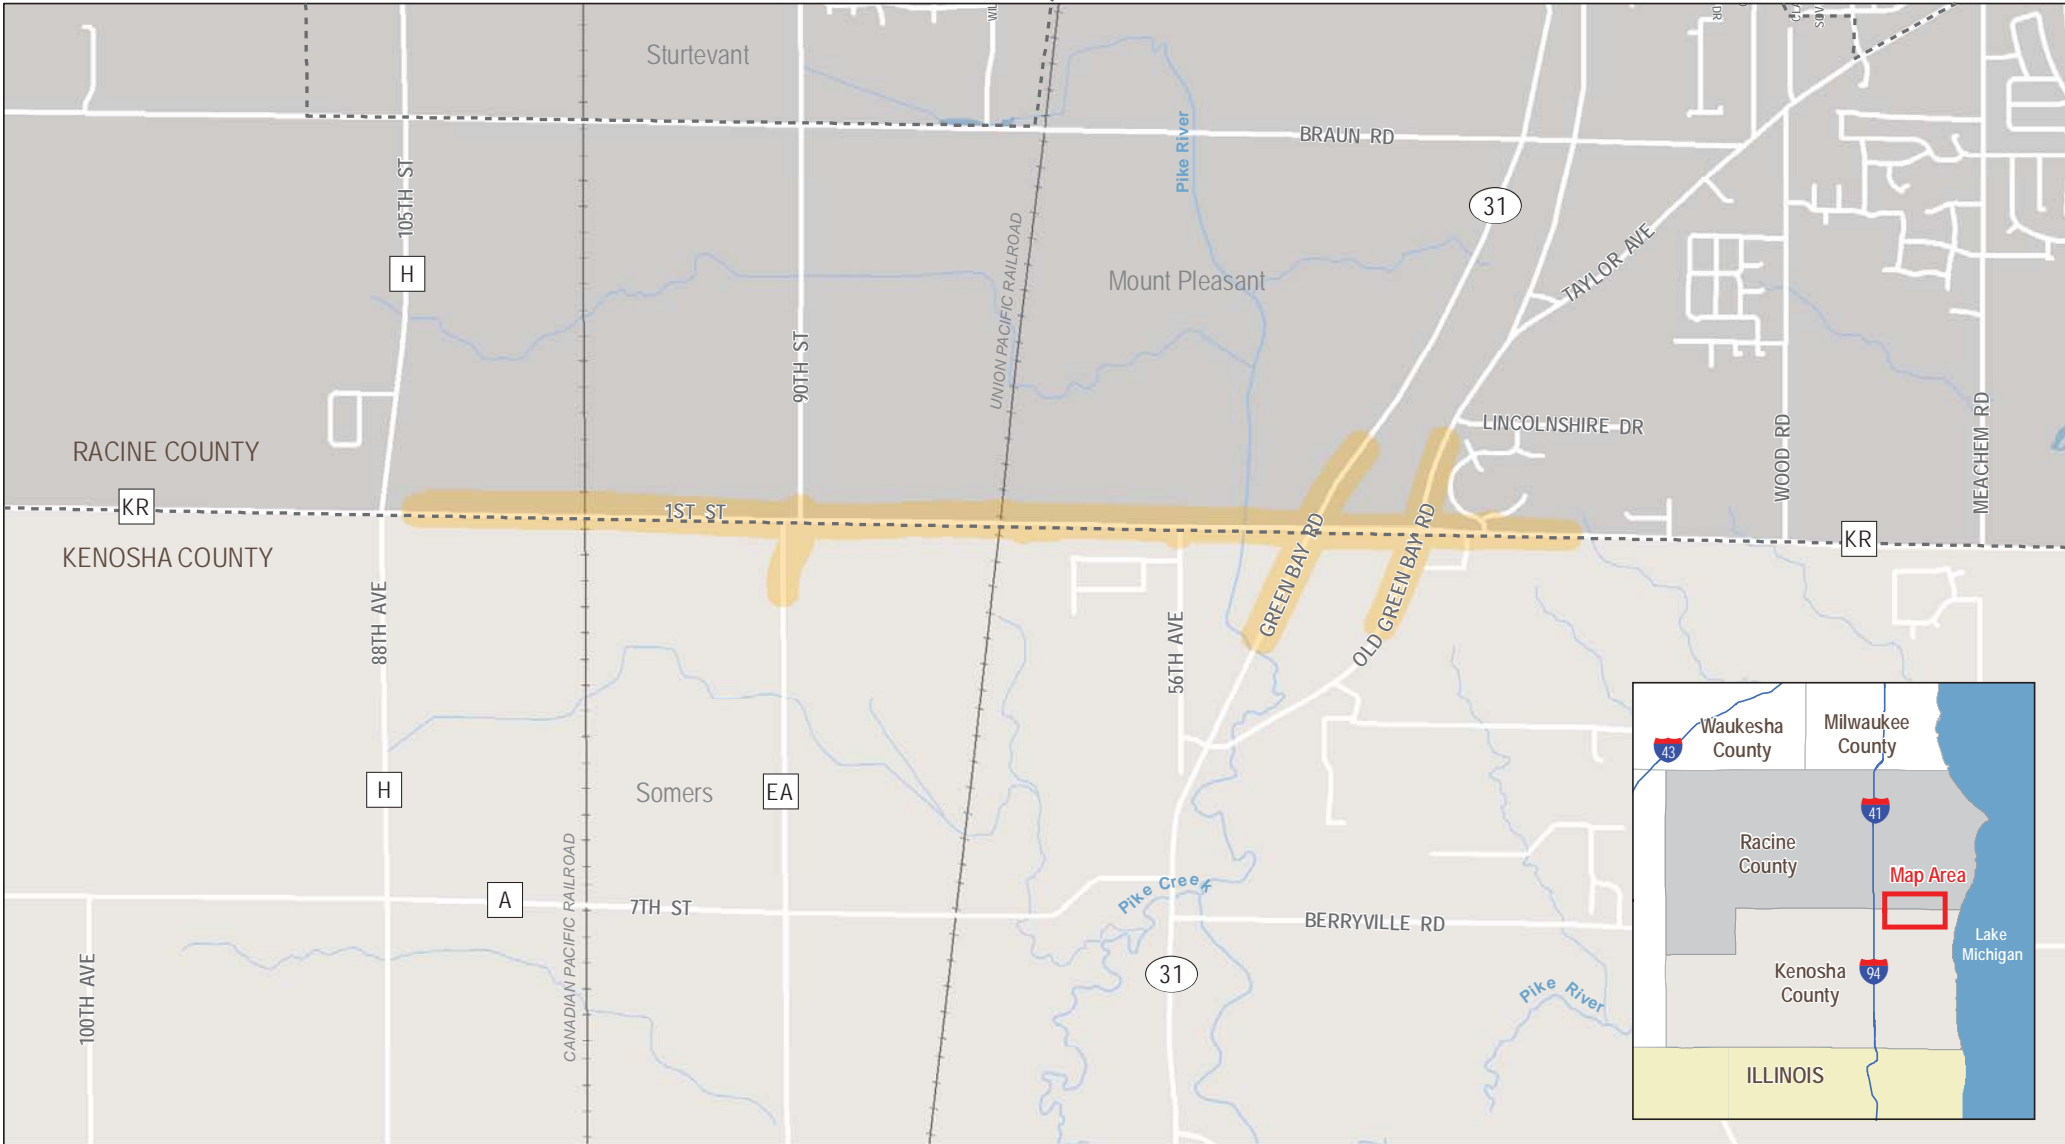 Sturtevant
WIL
DR
BRAUN RD
Pike River
31
105TH ST
H
UNION PACIFIC RAILROAD
Mount Pleasant
TAYLOR AVE
90TH ST
LINCOLNSHIRE DR
WOOD RD
MEACHEM RD
RACINE COUNTY
KR
1ST ST
KENOSHA COUNTY
KR
GREEN BAY RD
OLD GREEN BAY RD
88TH AVE
56TH AVE
H
Somers
EA
CANADIAN PACIFIC RAILROAD
A
7TH ST
Pike Creek
BERRYVILLE RD
100TH AVE
31
Pike River
Waukesha
County
Milwaukee
County
43
41
Racine
County
Map Area
Lake
Michigan
Kenosha
County
94
ILLINOIS